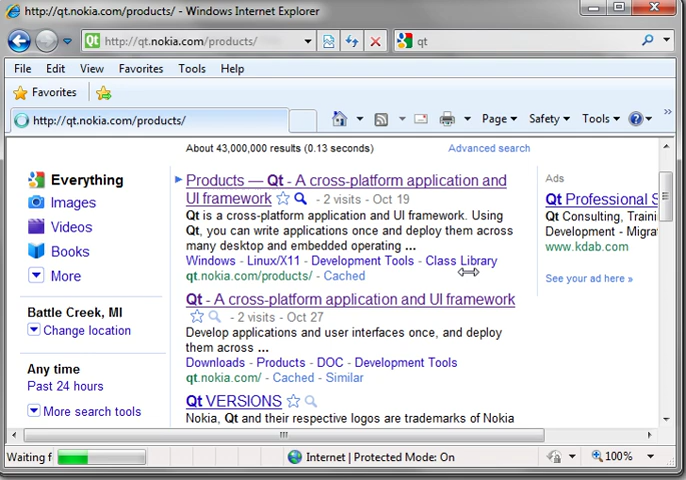 http://qt.nokia.com/products/ - Windows Internet Explorer
http://qt.nokia.com/products/
qt
File Edit View Favorites Tools Help
Favorites
http://qt.nokia.com/products/
Page Safety Tools
About 43,000,000 results (0.13 seconds) Advanced search
Everything
Images
Videos
Books
More
Battle Creek, MI
Change location
Any time
Past 24 hours
More search tools
Products — Qt - A cross-platform application and
UI framework - 2 visits - Oct 19
Qt is a cross-platform application and UI framework. Using
Qt, you can write applications once and deploy them across
many desktop and embedded operating ...
Windows - Linux/X11 - Development Tools - Class Library
qt.nokia.com/products/ - Cached
Qt - A cross-platform application and UI framework
- 2 visits - Oct 27
Develop applications and user interfaces once, and deploy
them across ...
Downloads - Products - DOC - Development Tools
qt.nokia.com/ - Cached - Similar
Qt VERSIONS
Nokia, Qt and their respective logos are trademarks of Nokia
Ads
Qt Professional S
Qt Consulting, Traini
Development - Migra
www.kdab.com
See your ad here »
Waiting f
Internet | Protected Mode: On
100%